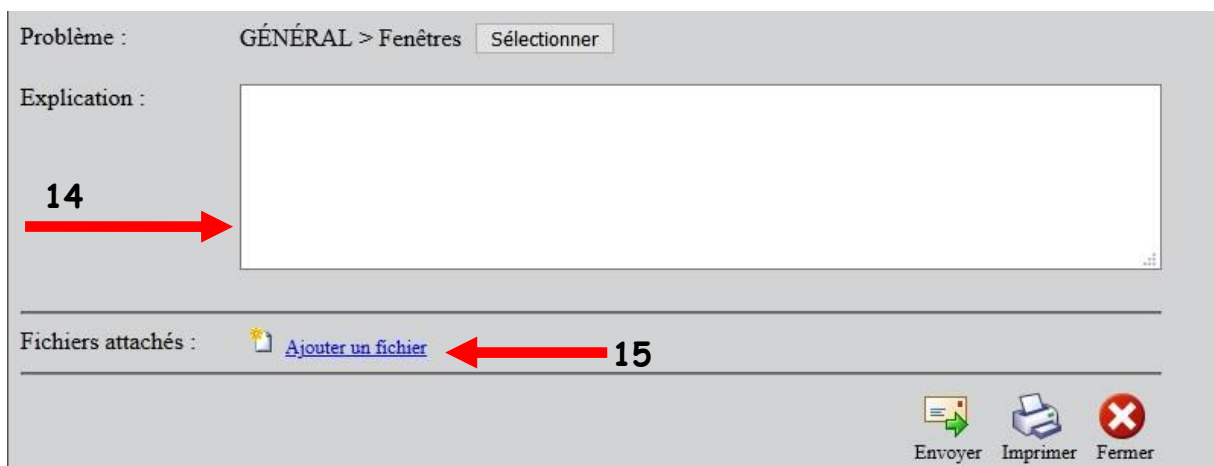 Problème : GÉNÉRAL > Fenêtres Sélectionner
Explication :
14
Fichiers attachés : Ajouter un fichier 15
Envoyer Imprimer Fermer